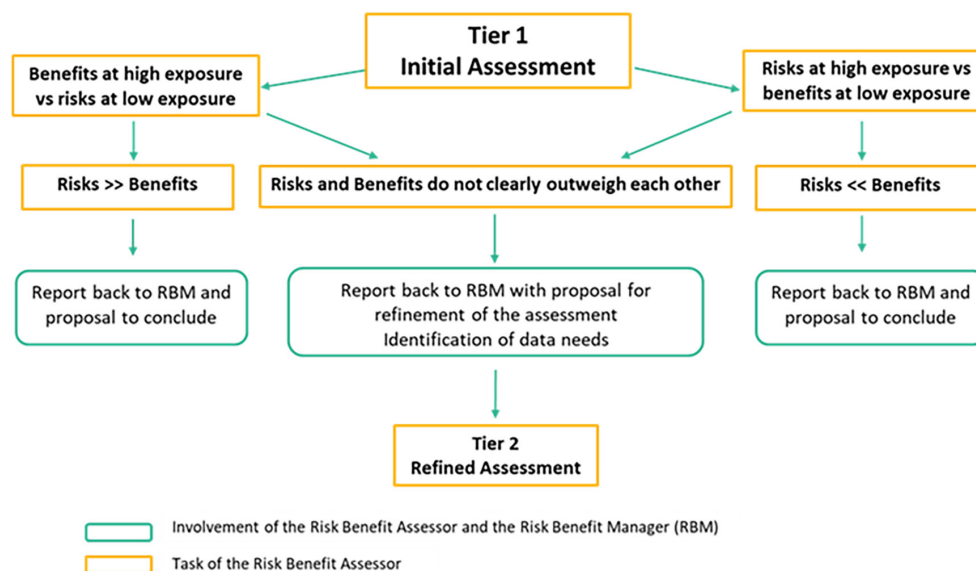 Tier 1
Initial Assessment
Benefits at high exposure
vs risks at low exposure
Risks at high exposure vs
benefits at low exposure
Risks >> Benefits
Risks and Benefits do not clearly outweigh each other
Risks << Benefits
Report back to RBM and
proposal to conclude
Report back to RBM with proposal for
refinement of the assessment
Identification of data needs
Report back to RBM and
proposal to conclude
Tier 2
Refined Assessment
Involvement of the Risk Benefit Assessor and the Risk Benefit Manager (RBM)
Task of the Risk Benefit Assessor